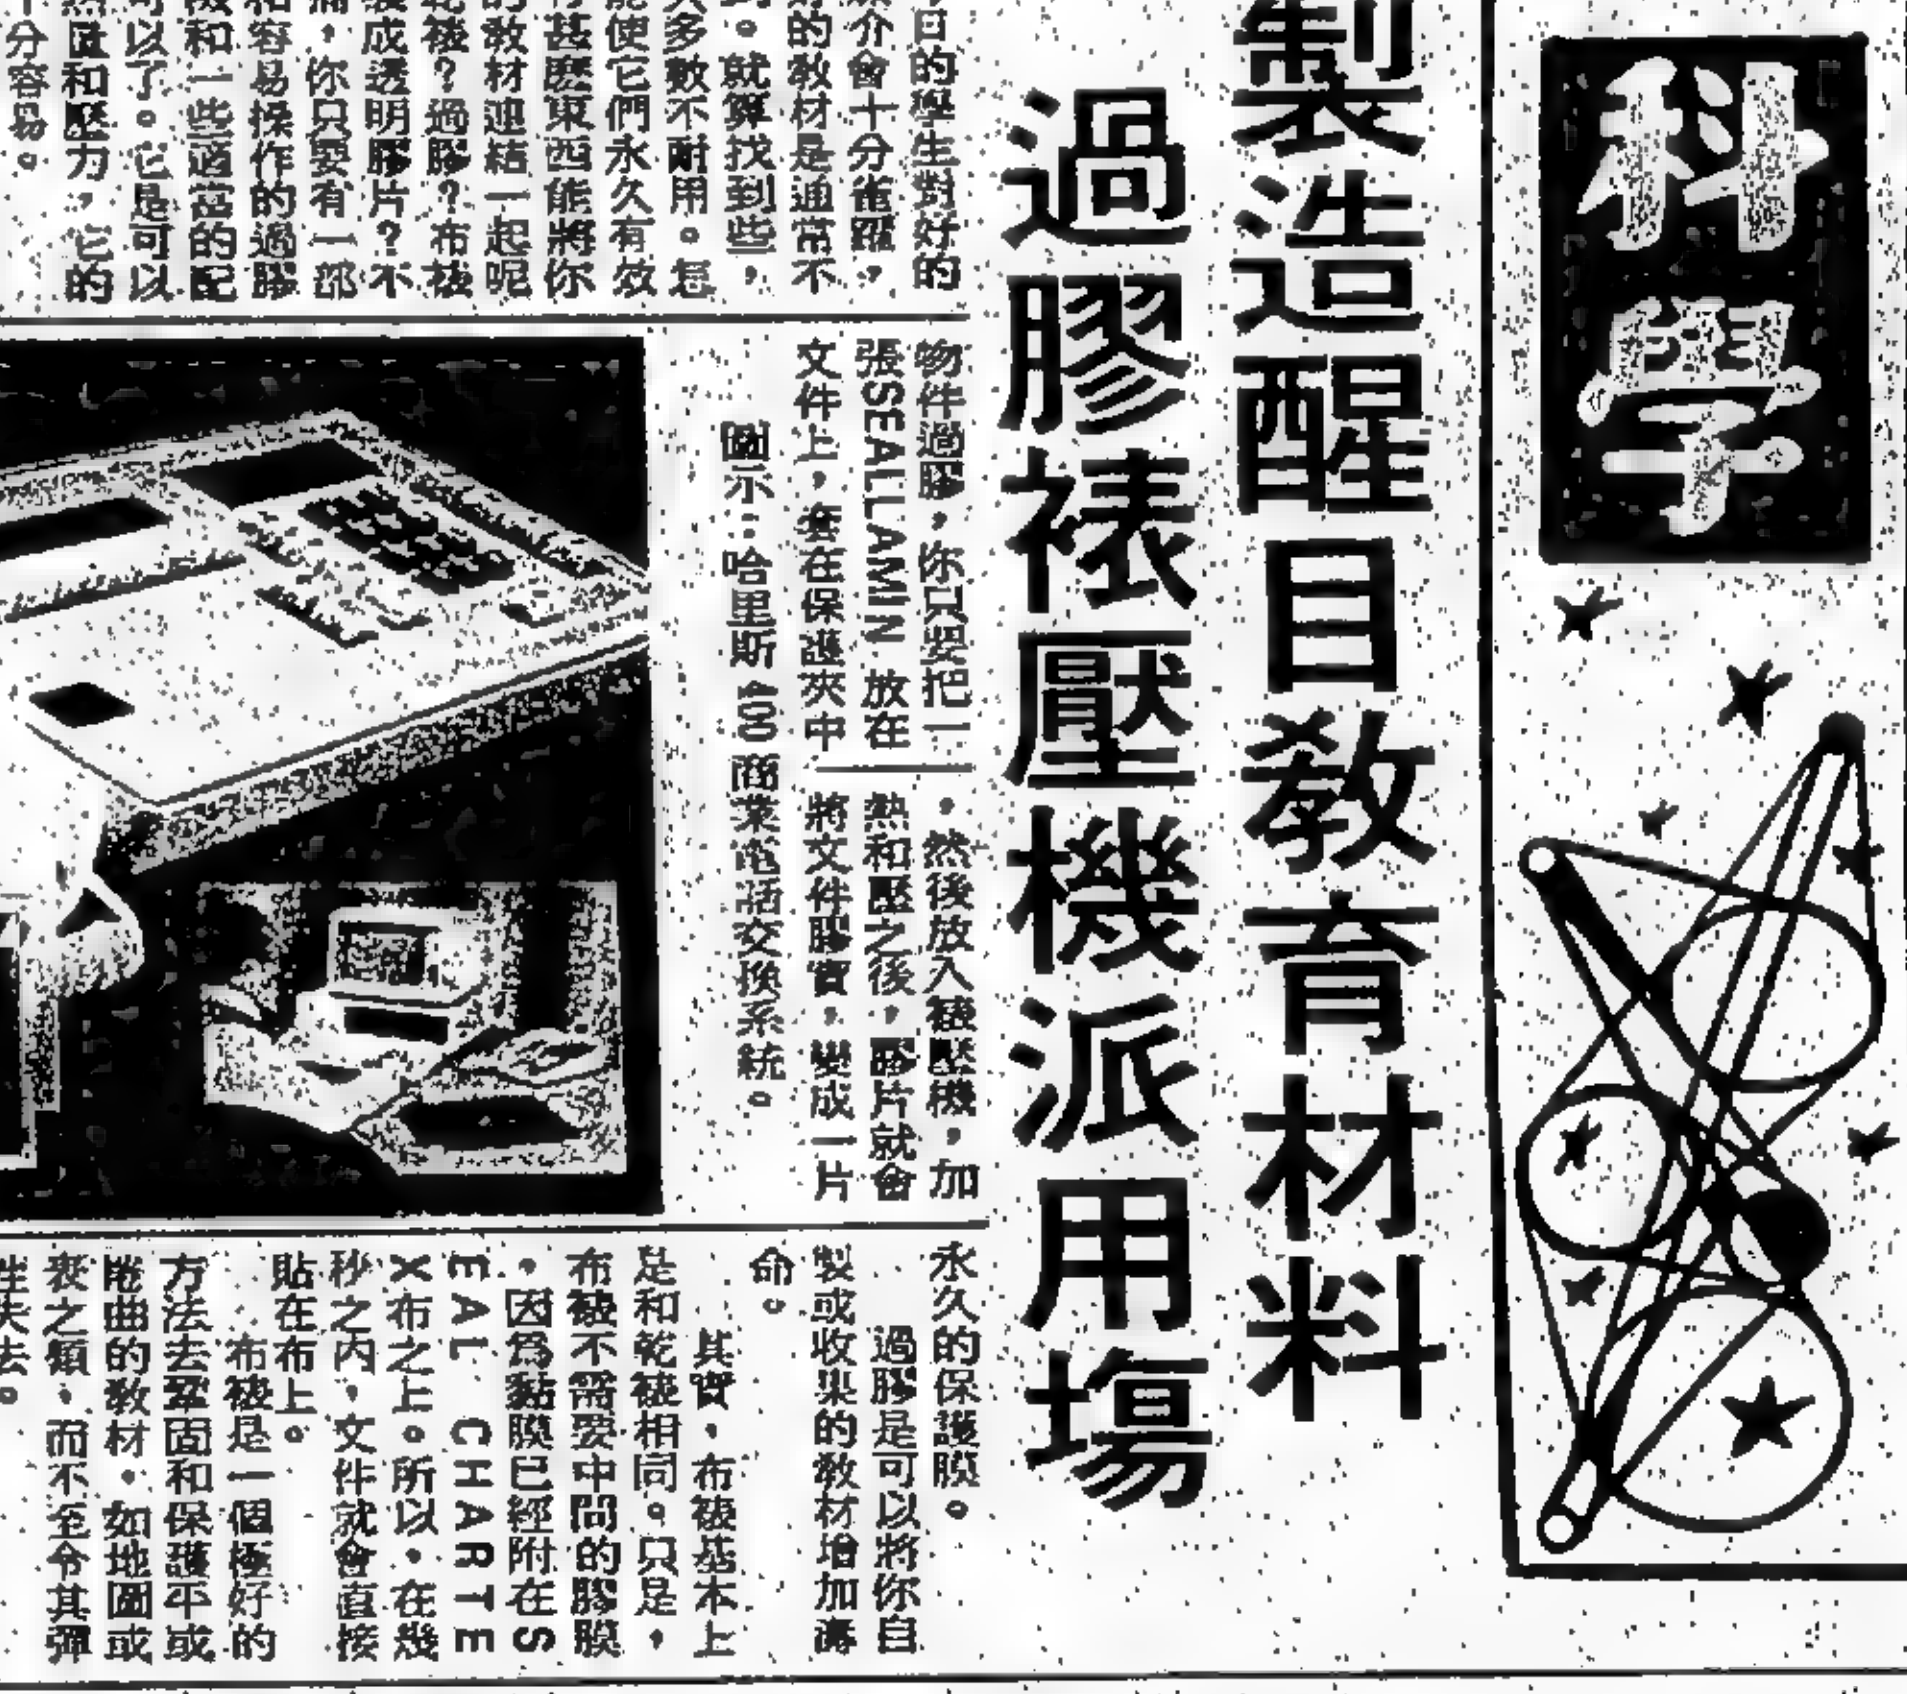 科學
製造醒目教育材料
過膠裱壓機派用場
日的學生對好的
介會十分雀躍，
的教材是通常不
。就算找到些，
多數不耐用。怎
使它們永久有效
甚麽東西能將你
的教材連結一起呢
裱？過膠？布裱
成透明膠片？不
，你只要有一部
和容易操作的過膠
和一些適當的配
可以了。它是可以
和壓力，它的
十分容易。
物件過膠，你只要把一
張SEALLAMIN 放在
文件上，套在保護夾中
，然後放入裱壓機，加
熱和壓之後，膠片就會
將文件膠實，變成一片
圖示：哈里斯 400 商業電話交換系統。
永久的保護膜。
過膠是可以將你自
製或收集的教材增加壽
命。
其實，布裱基本上
是和乾裱相同。只是，
布裱不需要中間的膠膜
。因為黏膜已經附在S
EAL CHARTE
X布之上。所以，在幾
秒之內，文件就會直接
貼在布上。
布裱是一個極好的
方法去鞏固和保護平或
捲曲的教材，如地圖或
表之類，而不至令其彈
性失去。